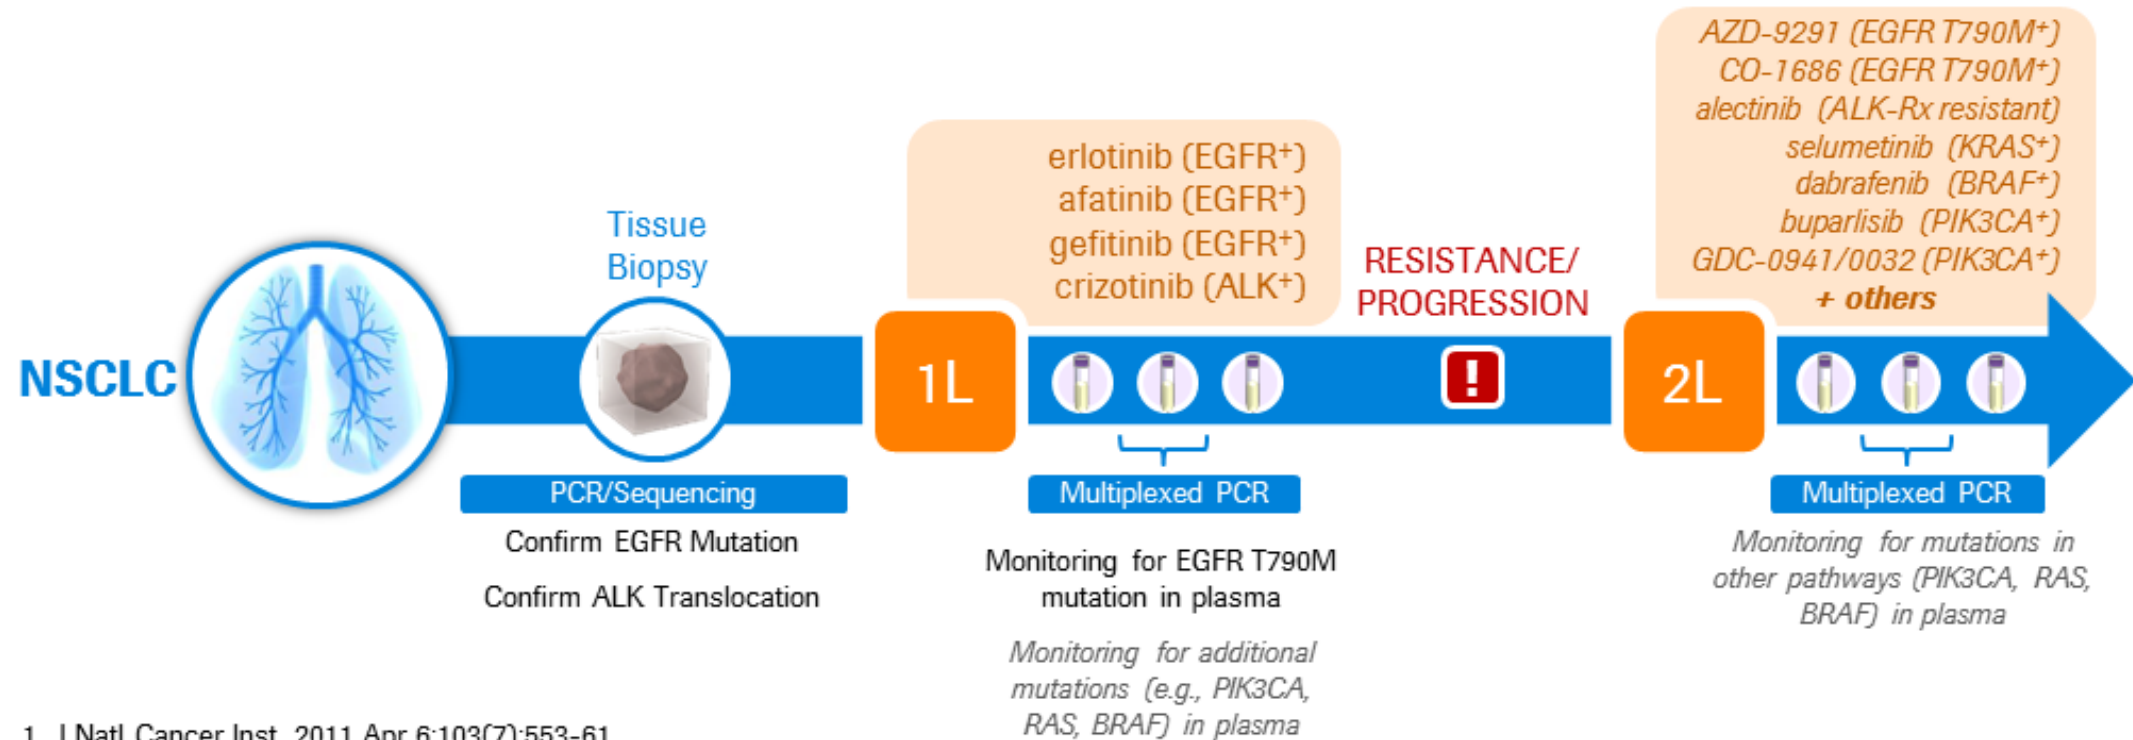 NSCLC
Tissue
Biopsy
PCR/Sequencing
Confirm EGFR Mutation
Confirm ALK Translocation
1L
erlotinib (EGFR⁺)
afatinib (EGFR⁺)
gefitinib (EGFR⁺)
crizotinib (ALK⁺)
Multiplexed PCR
Monitoring for EGFR T790M
mutation in plasma
Monitoring for additional
mutations (e.g., PIK3CA,
RAS, BRAF) in plasma
RESISTANCE/
PROGRESSION
!
2L
AZD-9291 (EGFR T790M⁺)
CO-1686 (EGFR T790M⁺)
alectinib (ALK-Rx resistant)
selumetinib (KRAS⁺)
dabrafenib (BRAF⁺)
buparlisib (PIK3CA⁺)
GDC-0941/0032 (PIK3CA⁺)
+ others
Multiplexed PCR
Monitoring for mutations in
other pathways (PIK3CA, RAS,
BRAF) in plasma
1. J Natl Cancer Inst. 2011 Apr 6;103(7):553-61